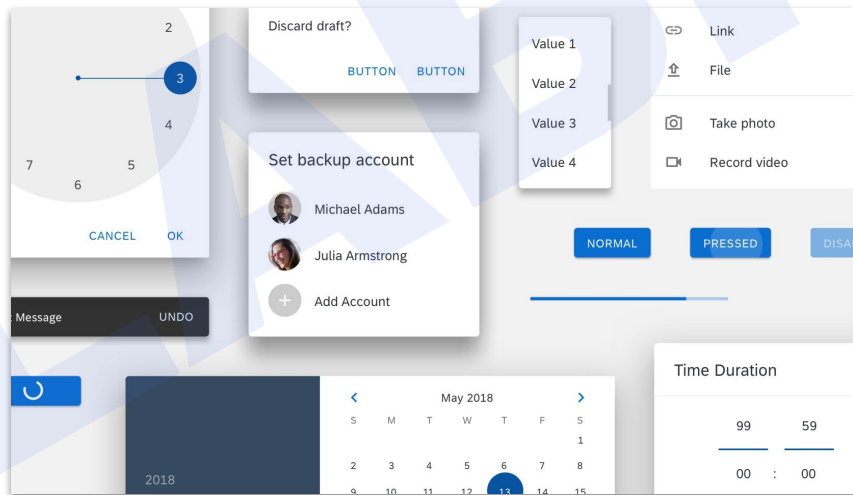 2
3
4
5
6
7
CANCEL OK
Message UNDO
Discard draft?
BUTTON BUTTON
Set backup account
Michael Adams
Julia Armstrong
Add Account
Value 1
Value 2
Value 3
Value 4
Link
File
Take photo
Record video
NORMAL PRESSED DISA
2018
May 2018
S M T W T F S
1
2 3 4 5 6 7 8
9 10 11 12 13 14 15
Time Duration
99 59
00 : 00